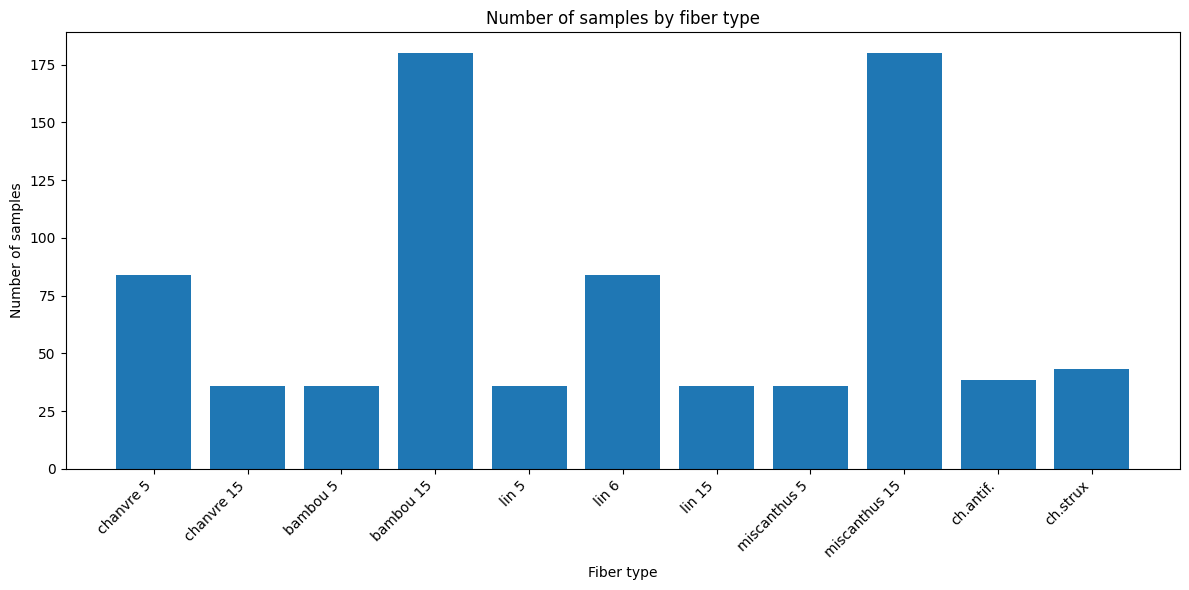 Number of samples by fiber type
Number of samples
175
150
125
100
75
50
25
0
chanvre 5
chanvre 15
bambou 5
bambou 15
lin 5
lin 6
lin 15
miscanthus 5
miscanthus 15
ch.antif.
ch.strux
Fiber type